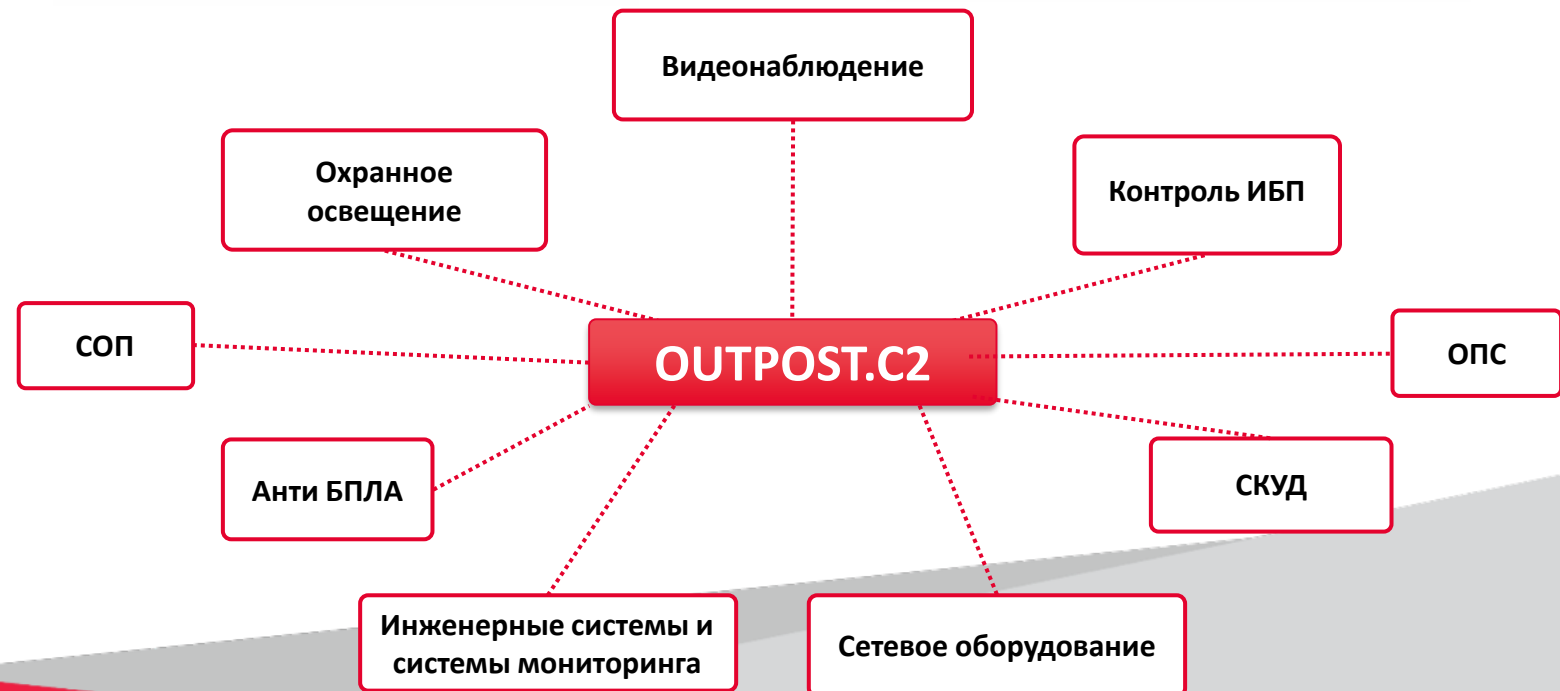 Видеонаблюдение
Охранное
освещение
Контроль ИБП
СОП
OUTPOST.C2
ОПС
Анти БПЛА
СКУД
Инженерные системы и
системы мониторинга
Сетевое оборудование